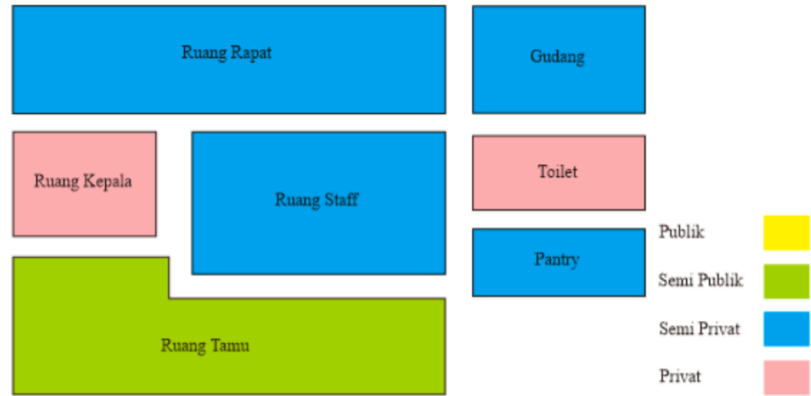 Ruang Rapat
Gudang
Ruang Kepala
Ruang Staff
Toilet
Pantry
Ruang Tamu
Publik
Semi Publik
Semi Privat
Privat